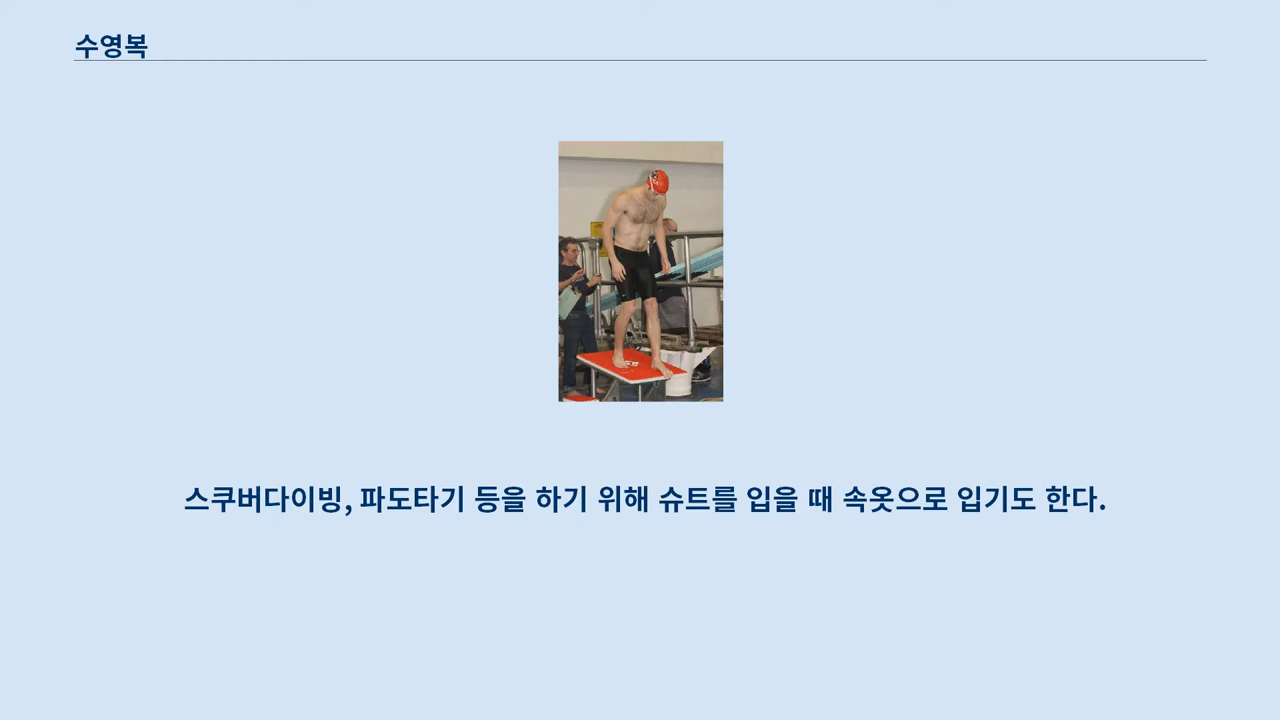 수영복
스쿠버다이빙, 파도타기 등을 하기 위해 슈트를 입을 때 속옷으로 입기도 한다.